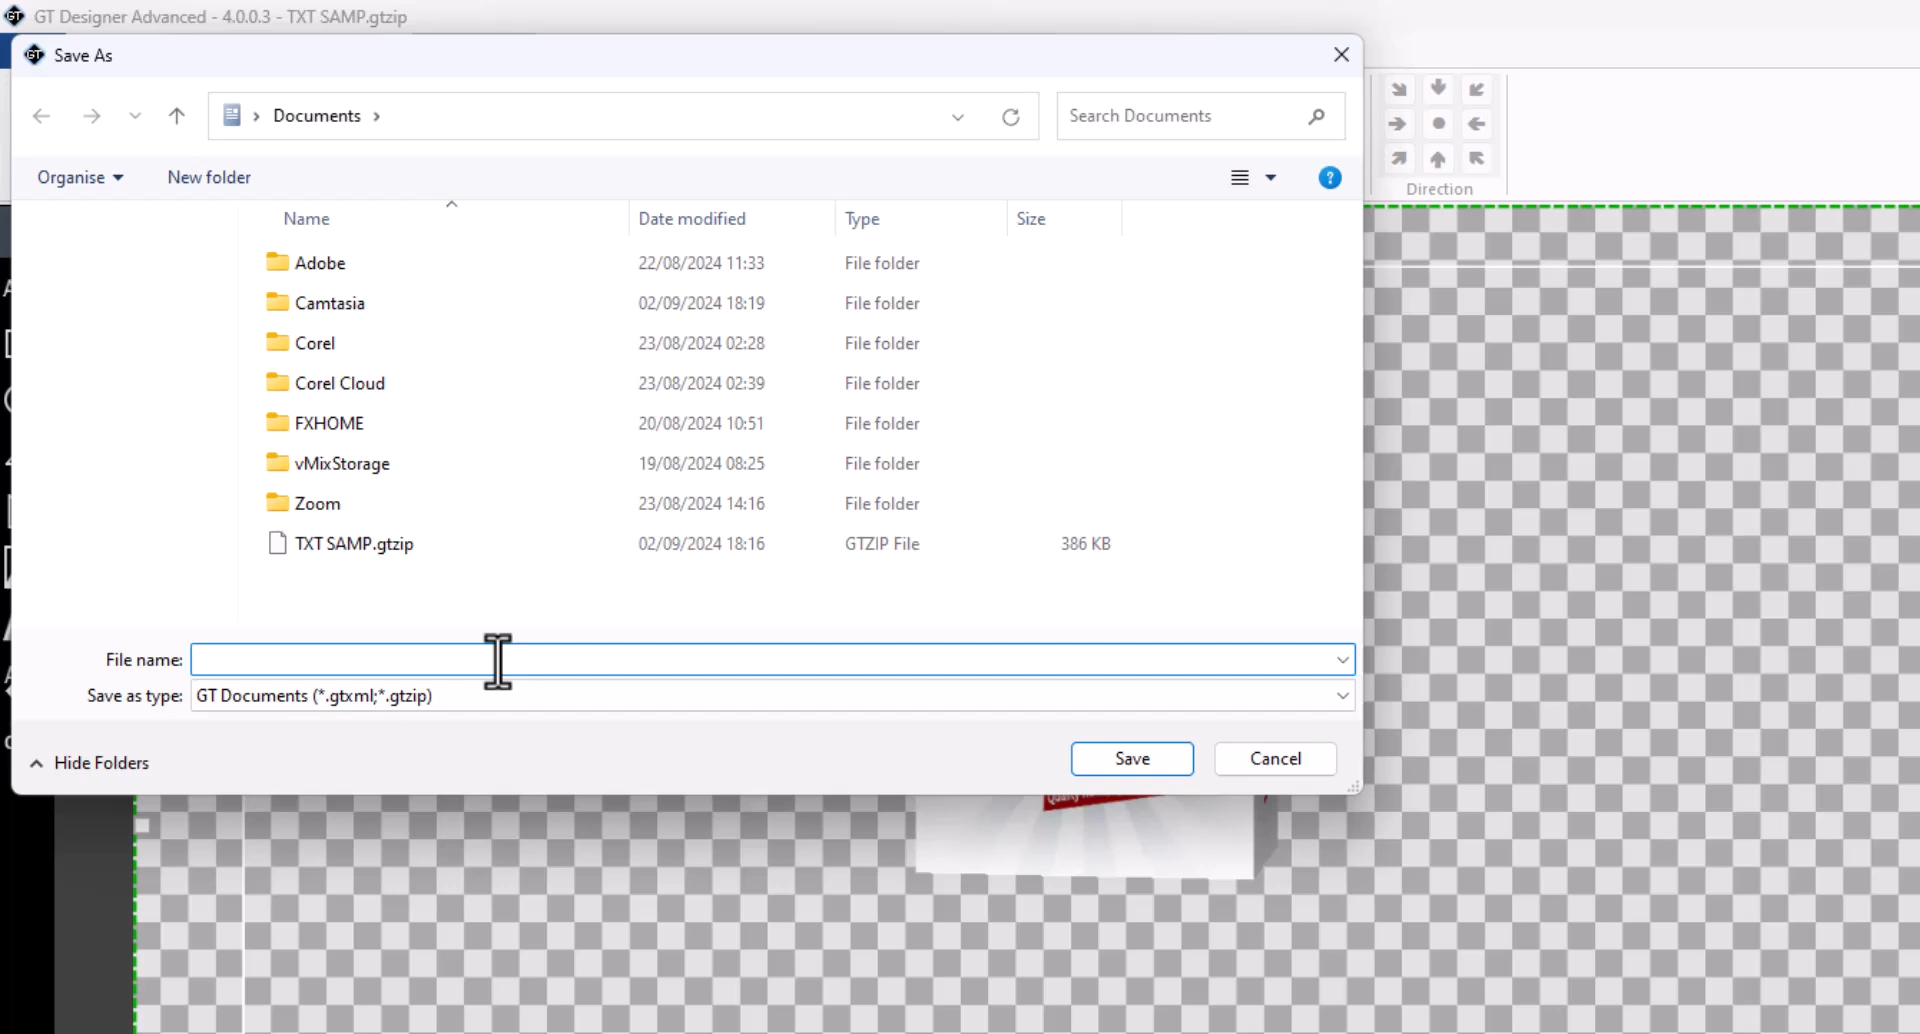 GT Designer Advanced - 4.0.0.3 - TXT SAMP.gtzip
GT Save As
Documents
Search Documents
Organise New folder
?
Name Date modified Type Size
Adobe 22/08/2024 11:33 File folder
Camtasia 02/09/2024 18:19 File folder
Corel 23/08/2024 02:28 File folder
Corel Cloud 23/08/2024 02:39 File folder
FXHOME 20/08/2024 10:51 File folder
vMixStorage 19/08/2024 08:25 File folder
Zoom 23/08/2024 14:16 File folder
TXT SAMP.gtzip 02/09/2024 18:16 GTZIP File 386 KB
File name:
Save as type: GT Documents (*.gtxml;*.gtzip)
Hide Folders
Save Cancel
Direction